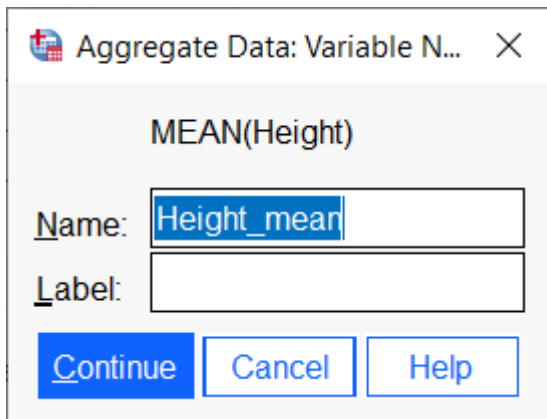 Aggregate Data: Variable N...
MEAN(Height)
Name: Height_mean
Label:
Continue Cancel Help